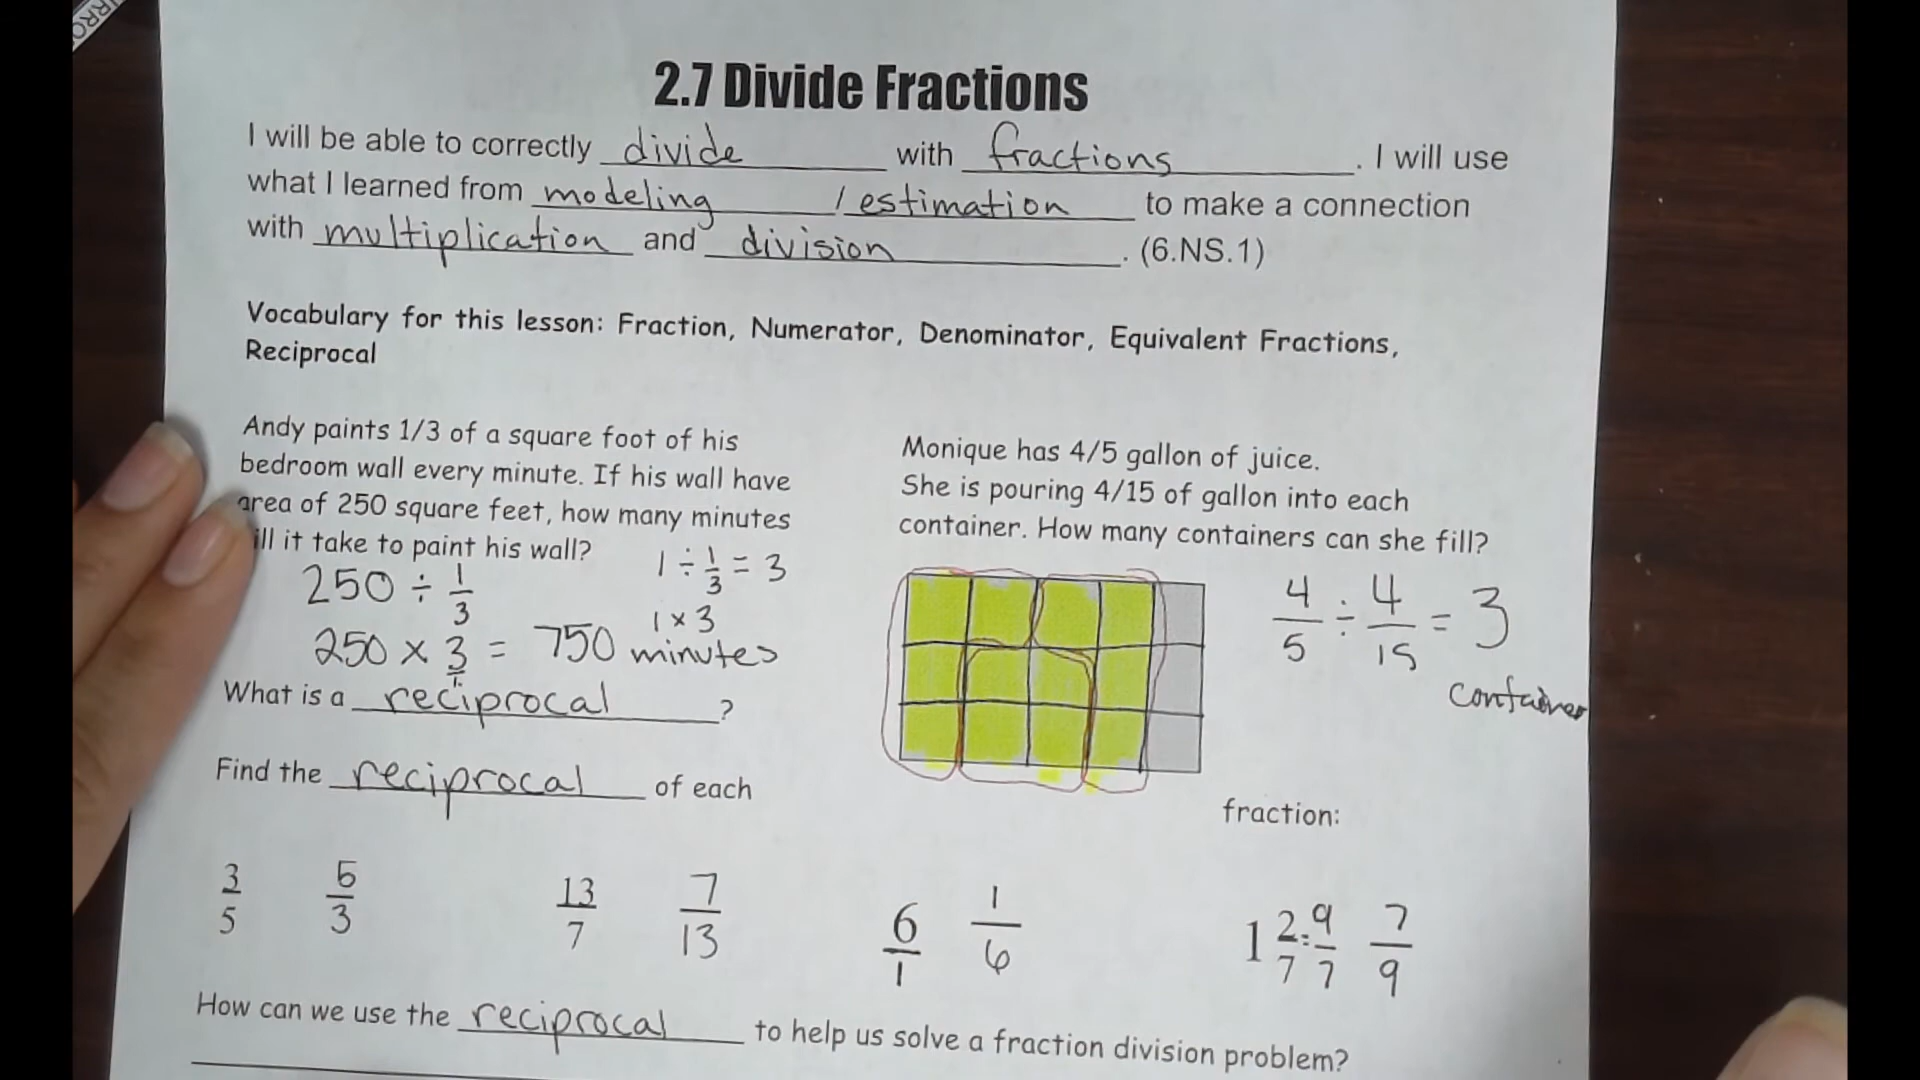 2.7 Divide Fractions
I will be able to correctly divide with fractions. I will use
what I learned from modeling / estimation to make a connection
with multiplication and division. (6.NS.1)
Vocabulary for this lesson: Fraction, Numerator, Denominator, Equivalent Fractions,
Reciprocal
Andy paints 1/3 of a square foot of his
bedroom wall every minute. If his wall have
area of 250 square feet, how many minutes
ill it take to paint his wall?
1 ÷ 1/3 = 3
250 ÷ 1/3
1 x 3
250 x 3/1 = 750 minutes
Monique has 4/5 gallon of juice.
She is pouring 4/15 of gallon into each
container. How many containers can she fill?
4/5 ÷ 4/15 = 3
container
What is a reciprocal?
Find the reciprocal of each
fraction:
3/5 5/3 13/7 7/13 6/1 1/6 1 2/7 = 9/7 7/9
How can we use the reciprocal to help us solve a fraction division problem?